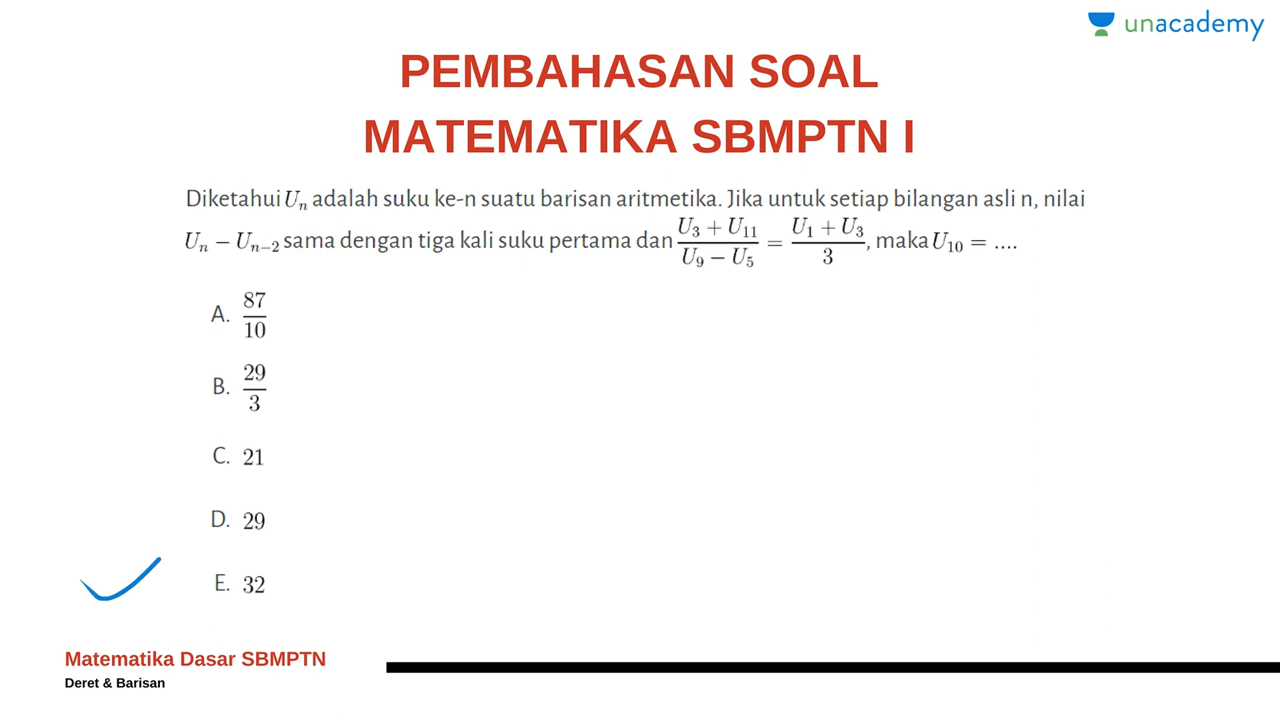 unacademy
PEMBAHASAN SOAL
MATEMATIKA SBMPTN I
Diketahui Uₙ adalah suku ke-n suatu barisan aritmetika. Jika untuk setiap bilangan asli n, nilai
Uₙ − Uₙ₋₂ sama dengan tiga kali suku pertama dan (U₃ + U₁₁)/(U₉ − U₅) = (U₁ + U₃)/3, maka U₁₀ = ....
A. 87/10
B. 29/3
C. 21
D. 29
E. 32
Matematika Dasar SBMPTN
Deret & Barisan